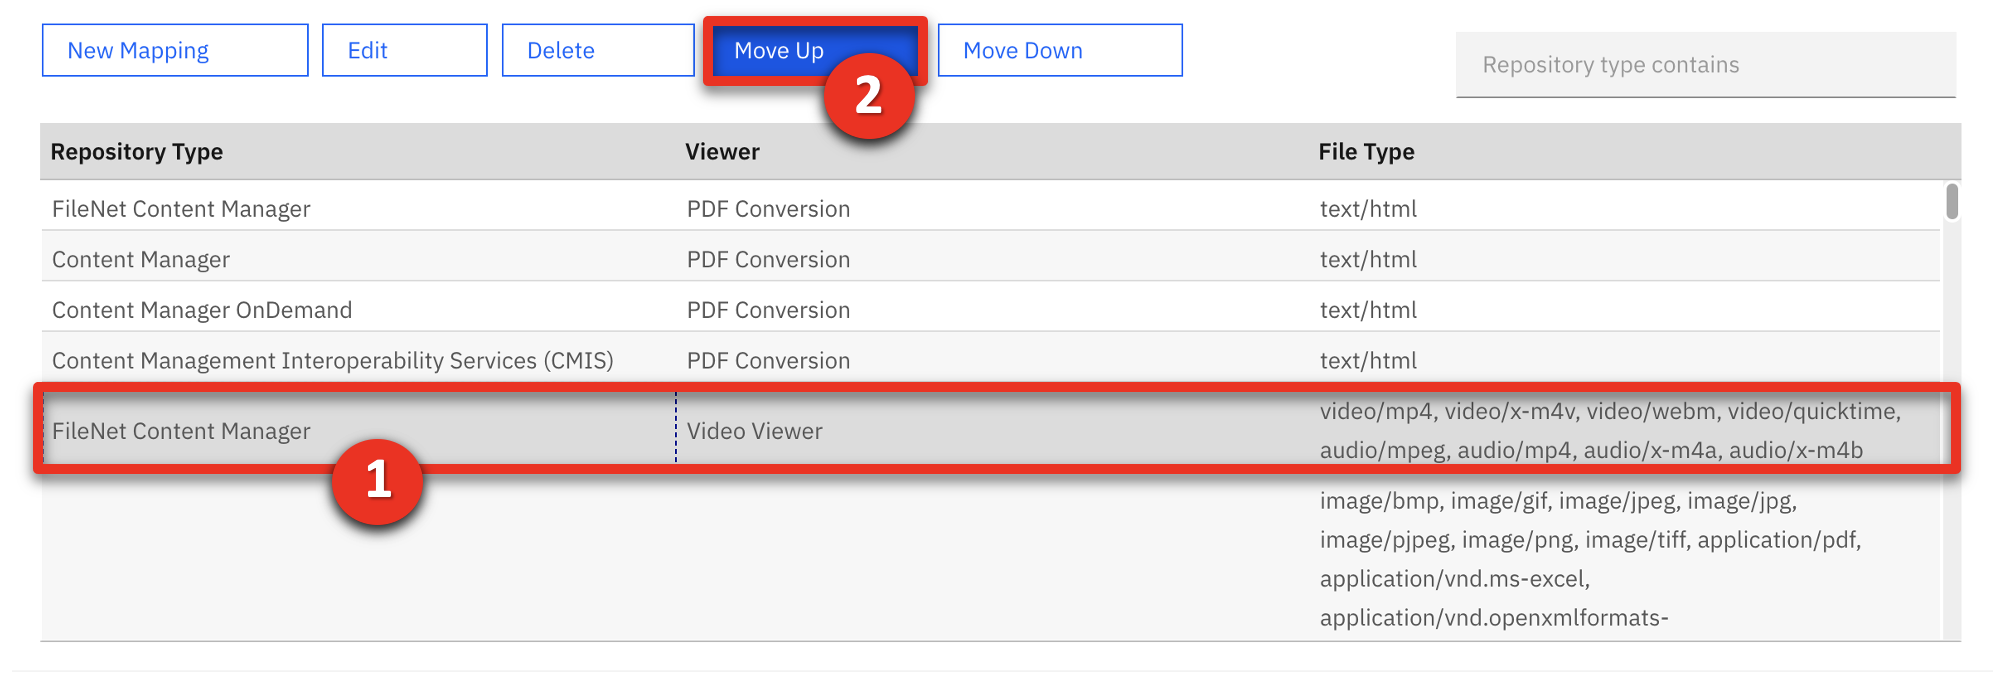 New Mapping
Edit
Delete
Move Up
Move Down
Repository type contains
2
Repository Type
Viewer
File Type
FileNet Content Manager
PDF Conversion
text/html
Content Manager
PDF Conversion
text/html
Content Manager OnDemand
PDF Conversion
text/html
Content Management Interoperability Services (CMIS)
PDF Conversion
text/html
FileNet Content Manager
Video Viewer
video/mp4, video/x-m4v, video/webm, video/quicktime,
audio/mpeg, audio/mp4, audio/x-m4a, audio/x-m4b
1
image/bmp, image/gif, image/jpeg, image/jpg,
image/pjpeg, image/png, image/tiff, application/pdf,
application/vnd.ms-excel,
application/vnd.openxmlformats-